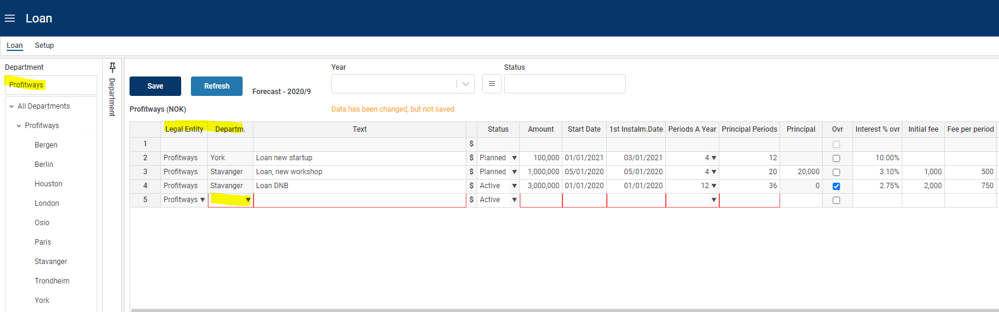 Loan
Loan Setup
Department
Profitways
All Departments
Profitways
Bergen
Berlin
Houston
London
Oslo
Paris
Stavanger
Trondheim
York
Department
Year Status
Save Refresh Forecast - 2020/9
Profitways (NOK) Data has been changed, but not saved
Legal Entity Departm. Text Status Amount Start Date 1st Instalm.Date Periods A Year Principal Periods Principal Ovr Interest % ovr Initial fee Fee per period
1 $
2 Profitways York Loan new startup $ Planned 100,000 01/01/2021 03/01/2021 4 12 10.00%
3 Profitways Stavanger Loan, new workshop $ Planned 1,000,000 05/01/2020 05/01/2020 4 20 20,000 3.10% 1,000 500
4 Profitways Stavanger Loan DNB $ Active 3,000,000 01/01/2020 01/01/2020 12 36 0 2.75% 2,000 750
5 Profitways $ Active